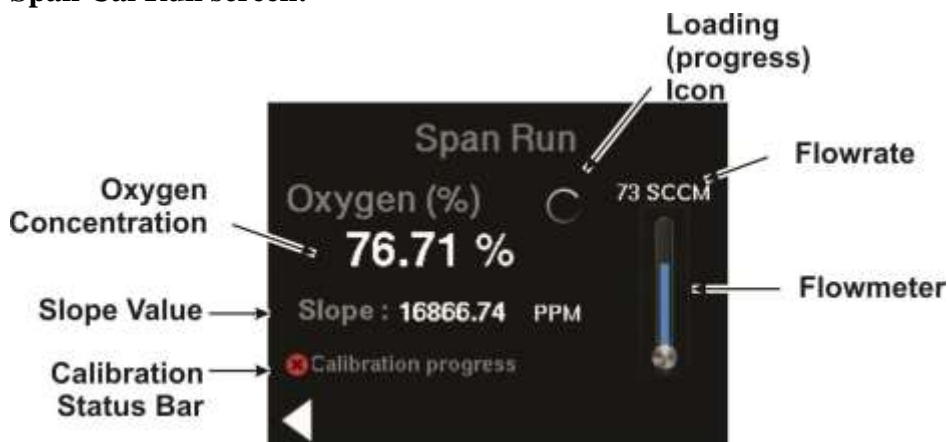 Span Cal Run screen:
Loading
(progress)
Icon
Span Run
Flowrate
Oxygen
Concentration
Oxygen (%)
73 SCCM
76.71 %
Flowmeter
Slope Value
Slope : 16866.74 PPM
Calibration
Status Bar
Calibration progress